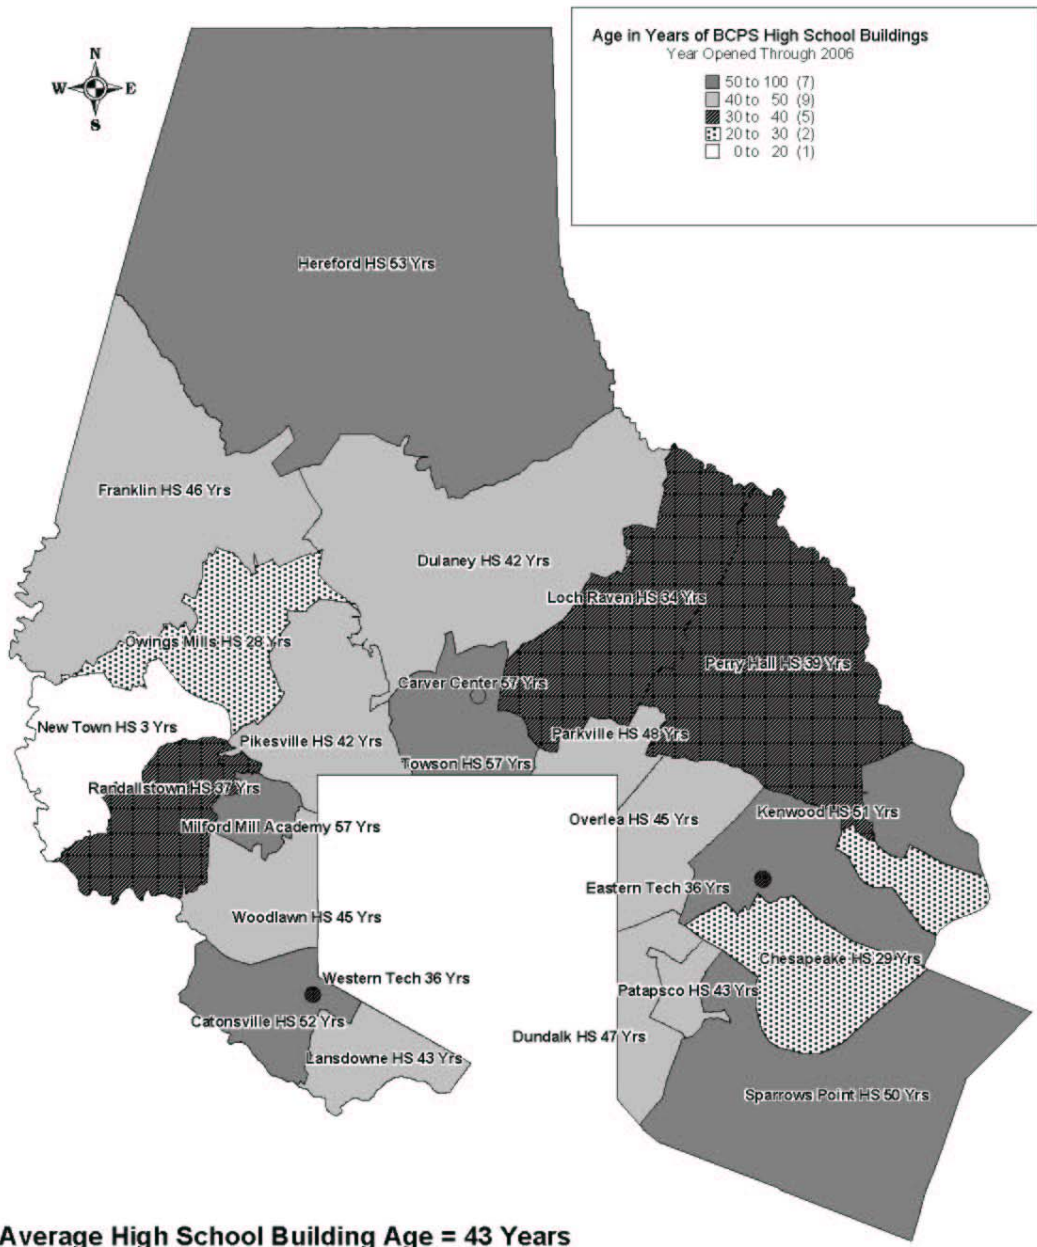 Age in Years of BCPS High School Buildings
Year Opened Through 2006
50 to 100 (7)
40 to 50 (9)
30 to 40 (5)
20 to 30 (2)
0 to 20 (1)
N
W E
S
Hereford HS 53 Yrs
Franklin HS 46 Yrs
Dulaney HS 42 Yrs
Loch Raven HS 34 Yrs
Owings Mills HS 28 Yrs
Perry Hall HS 39 Yrs
Carver Center 57 Yrs
New Town HS 3 Yrs
Pikesville HS 42 Yrs
Parkville HS 48 Yrs
Towson HS 57 Yrs
Randallstown HS 37 Yrs
Kenwood HS 51 Yrs
Milford Mill Academy 57 Yrs
Overlea HS 45 Yrs
Eastern Tech 36 Yrs
Woodlawn HS 45 Yrs
Chesapeake HS 29 Yrs
Western Tech 36 Yrs
Patapsco HS 43 Yrs
Catonsville HS 52 Yrs
Dundalk HS 47 Yrs
Lansdowne HS 43 Yrs
Sparrows Point HS 50 Yrs
Average High School Building Age = 43 Years